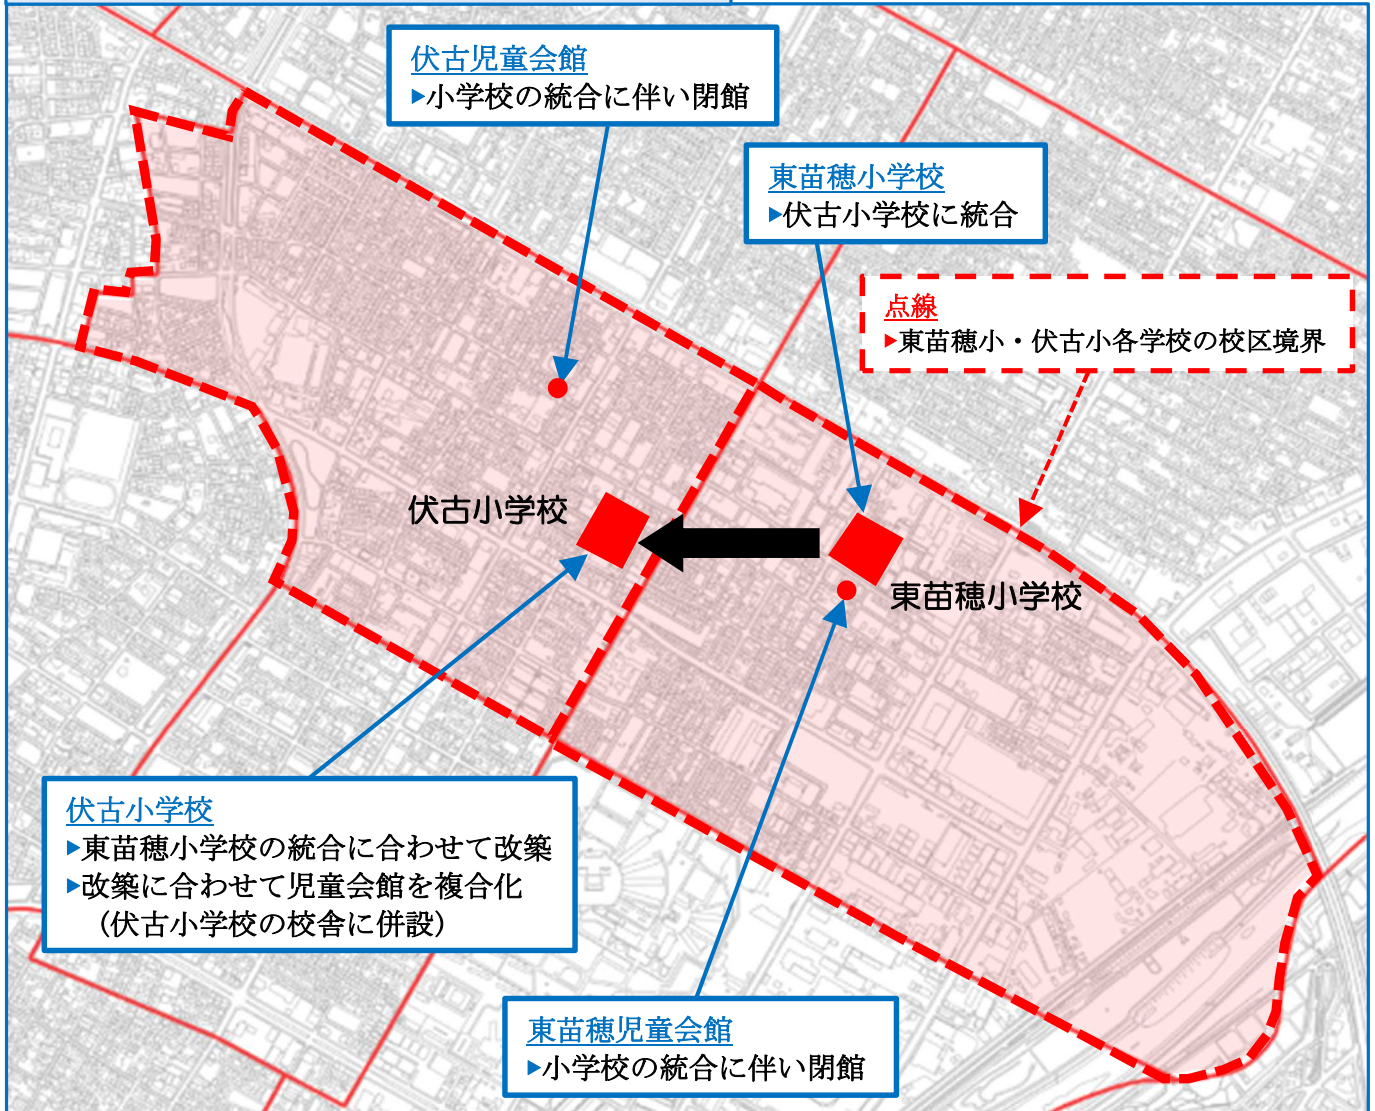 伏古児童会館
▶小学校の統合に伴い閉館
東苗穂小学校
▶伏古小学校に統合
点線
▶東苗穂小・伏古小各学校の校区境界
伏古小学校
東苗穂小学校
伏古小学校
▶東苗穂小学校の統合に合わせて改築
▶改築に合わせて児童会館を複合化
（伏古小学校の校舎に併設）
東苗穂児童会館
▶小学校の統合に伴い閉館